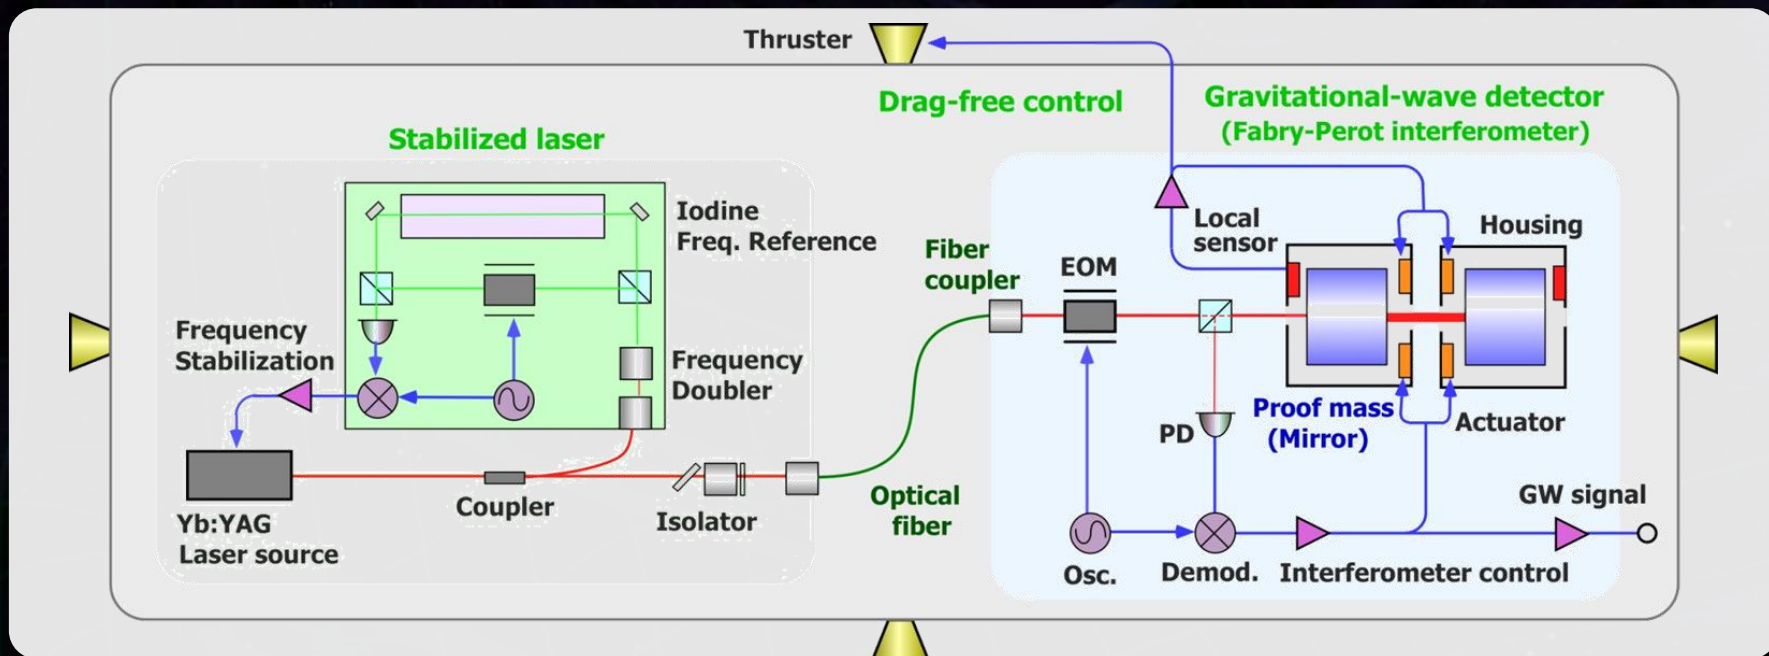 Thruster
Drag-free control
Gravitational-wave detector
(Fabry-Perot interferometer)
Stabilized laser
Iodine
Freq. Reference
Local
sensor
Housing
Fiber
coupler
EOM
Frequency
Stabilization
Frequency
Doubler
Proof mass
(Mirror)
Actuator
PD
Coupler
Isolator
Optical
fiber
GW signal
Yb:YAG
Laser source
Osc.
Demod.
Interferometer control